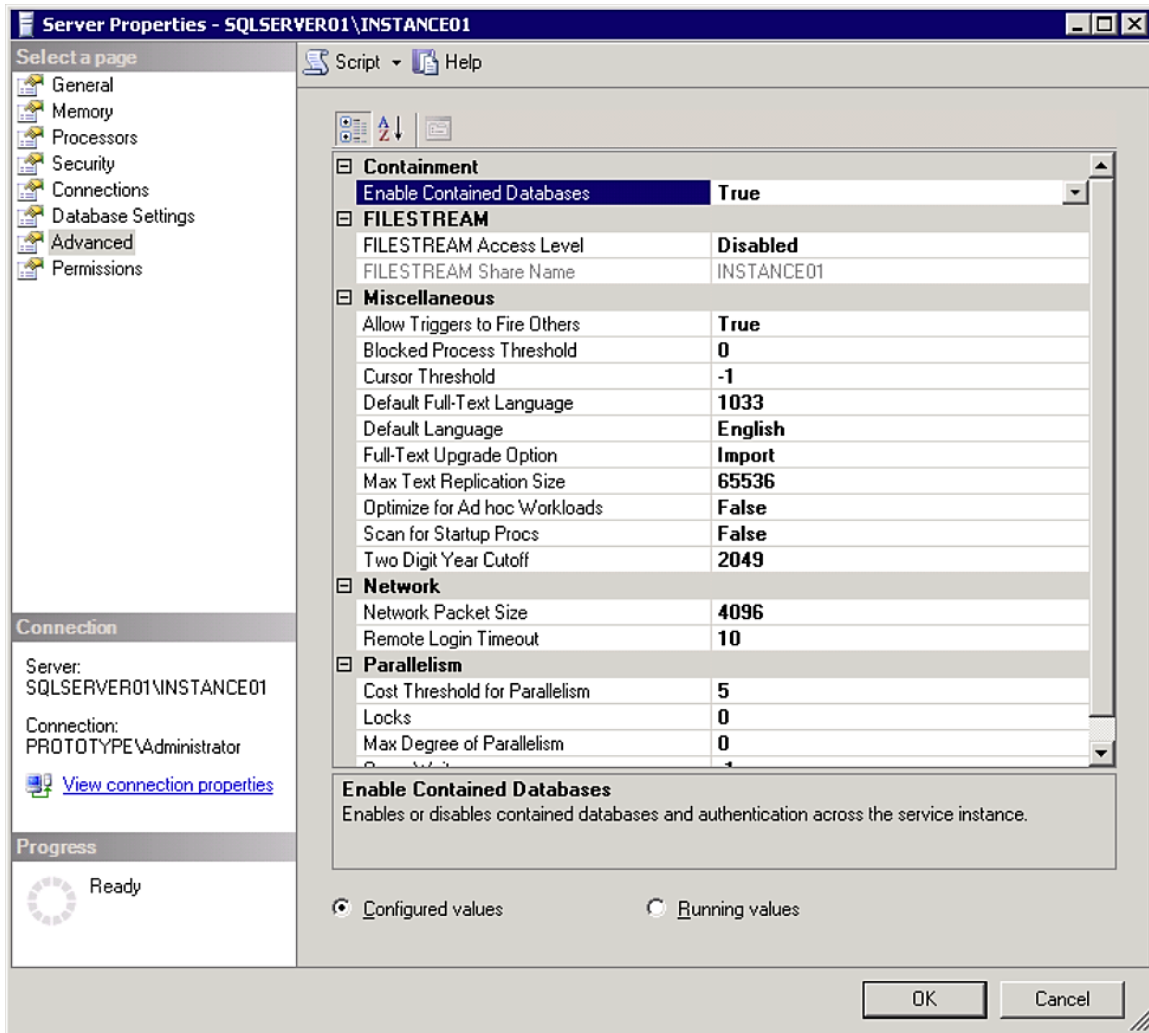 Server Properties - SQLSERVER01\INSTANCE01
Select a page
General
Memory
Processors
Security
Connections
Database Settings
Advanced
Permissions
Script Help
Containment
Enable Contained Databases True
FILESTREAM
FILESTREAM Access Level Disabled
FILESTREAM Share Name INSTANCE01
Miscellaneous
Allow Triggers to Fire Others True
Blocked Process Threshold 0
Cursor Threshold -1
Default Full-Text Language 1033
Default Language English
Full-Text Upgrade Option Import
Max Text Replication Size 65536
Optimize for Ad hoc Workloads False
Scan for Startup Procs False
Two Digit Year Cutoff 2049
Network
Network Packet Size 4096
Remote Login Timeout 10
Parallelism
Cost Threshold for Parallelism 5
Locks 0
Max Degree of Parallelism 0
Enable Contained Databases
Enables or disables contained databases and authentication across the service instance.
Configured values Running values
Connection
Server:
SQLSERVER01\INSTANCE01
Connection:
PROTOTYPE\Administrator
View connection properties
Progress
Ready
OK Cancel